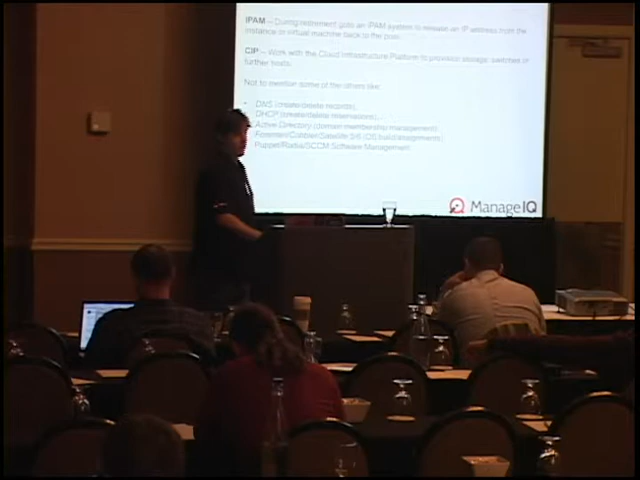 IPAM – During retirement goto an IPAM system to release an IP address from the
instance or virtual machine back to the pool.
CIP – Work with the Cloud Infrastructure Platform to provision storage, switches or
further hosts.
Not to mention some of the others like:
• DNS (create/delete records),
DHCP (create/delete reservations)…
Active Directory (domain membership management)
Foreman/Cobbler/Satellite 5/6 (OS build/assignments)
Puppet/Radia/SCCM Software Management
ManageIQ